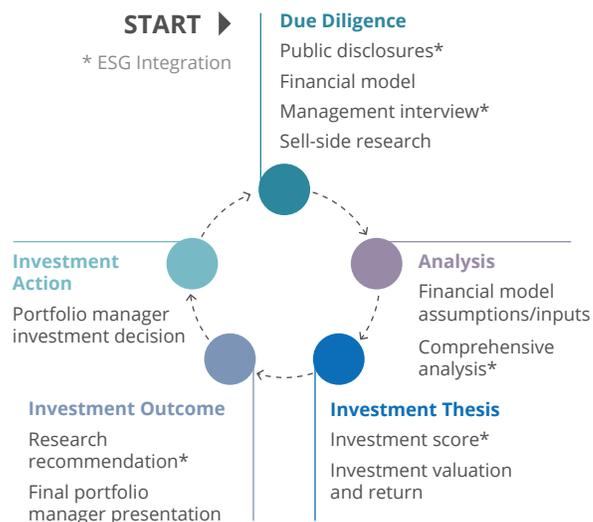 START
* ESG Integration
Due Diligence
Public disclosures*
Financial model
Management interview*
Sell-side research
Analysis
Financial model
assumptions/inputs
Comprehensive
analysis*
Investment Thesis
Investment score*
Investment valuation
and return
Investment Outcome
Research
recommendation*
Final portfolio
manager presentation
Investment
Action
Portfolio manager
investment decision